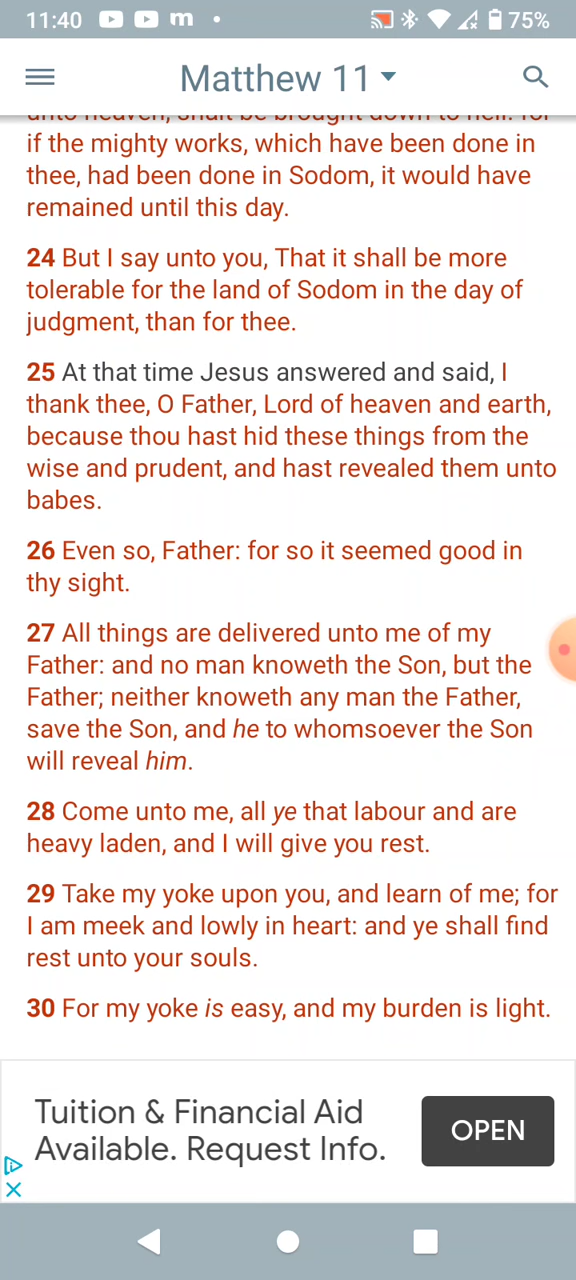 11:40
m
75%
Matthew 11
unto heaven, shalt be brought down to hell: for
if the mighty works, which have been done in
thee, had been done in Sodom, it would have
remained until this day.
24 But I say unto you, That it shall be more
tolerable for the land of Sodom in the day of
judgment, than for thee.
25 At that time Jesus answered and said, I
thank thee, O Father, Lord of heaven and earth,
because thou hast hid these things from the
wise and prudent, and hast revealed them unto
babes.
26 Even so, Father: for so it seemed good in
thy sight.
27 All things are delivered unto me of my
Father: and no man knoweth the Son, but the
Father; neither knoweth any man the Father,
save the Son, and he to whomsoever the Son
will reveal him.
28 Come unto me, all ye that labour and are
heavy laden, and I will give you rest.
29 Take my yoke upon you, and learn of me; for
I am meek and lowly in heart: and ye shall find
rest unto your souls.
30 For my yoke is easy, and my burden is light.
Tuition & Financial Aid
Available. Request Info.
OPEN